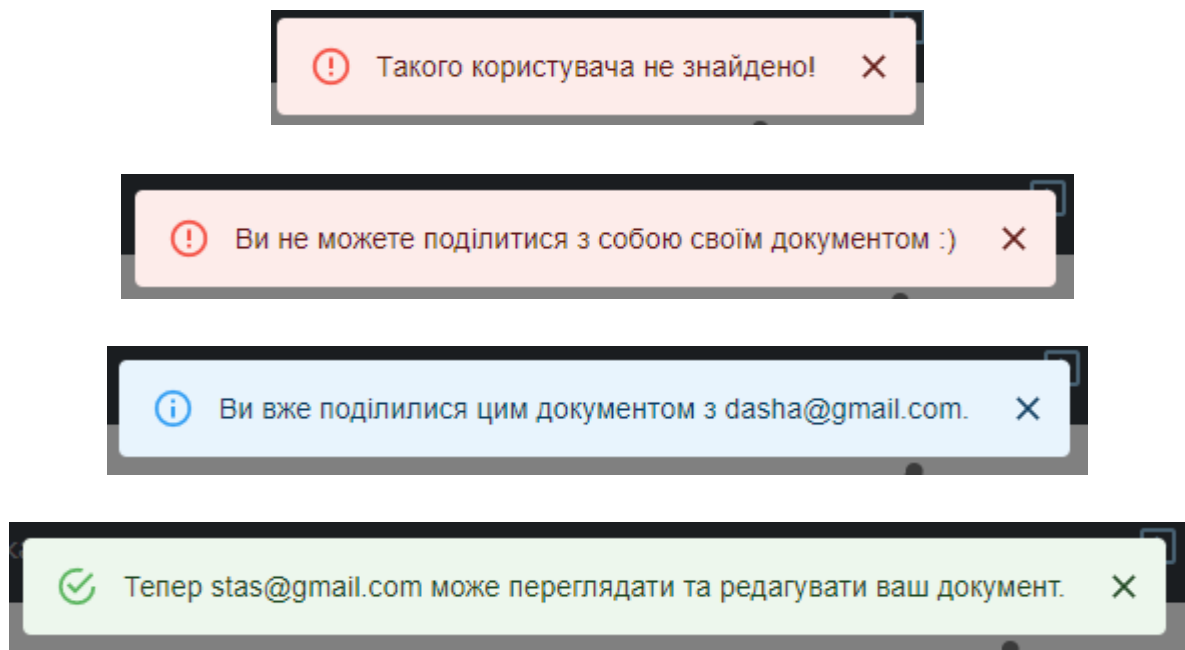 Такого користувача не знайдено!
Ви не можете поділитися з собою своїм документом :)
Ви вже поділилися цим документом з dasha@gmail.com.
Тепер stas@gmail.com може переглядати та редагувати ваш документ.